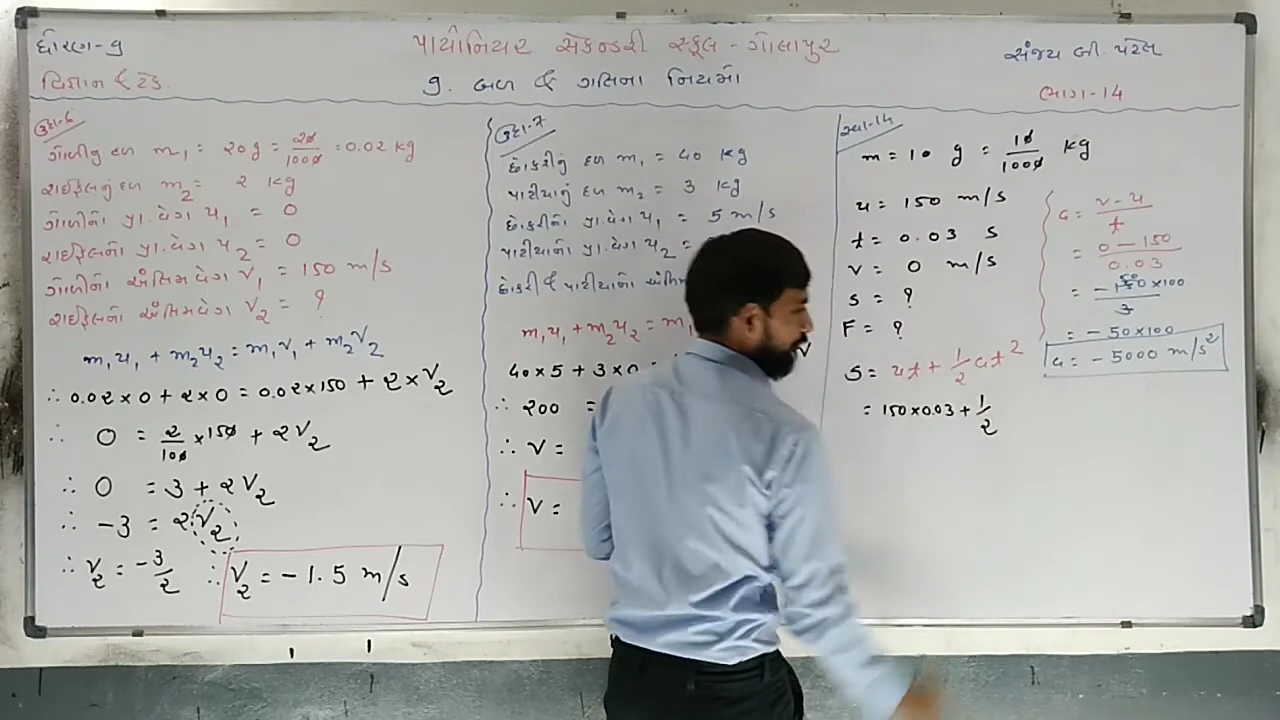 ધોરણ-9
પાયોનિયર સેકન્ડરી સ્કૂલ - ગોલાપુર
સંજય બી. પટેલ
વિજ્ઞાન & ટેક.
9. બળ & ગતિના નિયમો
ભાગ-14
ઉદા-6
ગોળીનું દળ m₁ = 20 g = 20/1000 = 0.02 kg
રાઈફલનું દળ m₂ = 2 kg
ગોળીનો પ્રા.વેગ u₁ = 0
રાઈફલનો પ્રા.વેગ u₂ = 0
ગોળીનો અંતિમવેગ v₁ = 150 m/s
રાઈફલનો અંતિમવેગ v₂ = ?
m₁u₁ + m₂u₂ = m₁v₁ + m₂v₂
∴ 0.02 × 0 + 2 × 0 = 0.02 × 150 + 2 × v₂
∴ 0 = 2/100 × 150 + 2v₂
∴ 0 = 3 + 2v₂
∴ -3 = 2v₂
∴ v₂ = -3/2 ∴ v₂ = -1.5 m/s
ઉદા-7
છોકરીનું દળ m₁ = 40 kg
પાટીયાનું દળ m₂ = 3 kg
છોકરીનો પ્રા.વેગ u₁ = 5 m/s
પાટીયાનો પ્રા.વેગ u₂ =
છોકરી & પાટીયાનો
m₁u₁ + m₂u₂ = m₁
40 × 5 + 3 × 0
∴ 200 =
∴ v =
∴ v =
સ્વા-14
m = 10 g = 10/1000 kg
u = 150 m/s
t = 0.03 s
v = 0 m/s
s = ?
F = ?
S = ut + 1/2 at²
= 150 × 0.03 + 1/2
a = v - u/t
= 0 - 150/0.03
= -150 × 100/3
= -50 × 100
a = -5000 m/s²